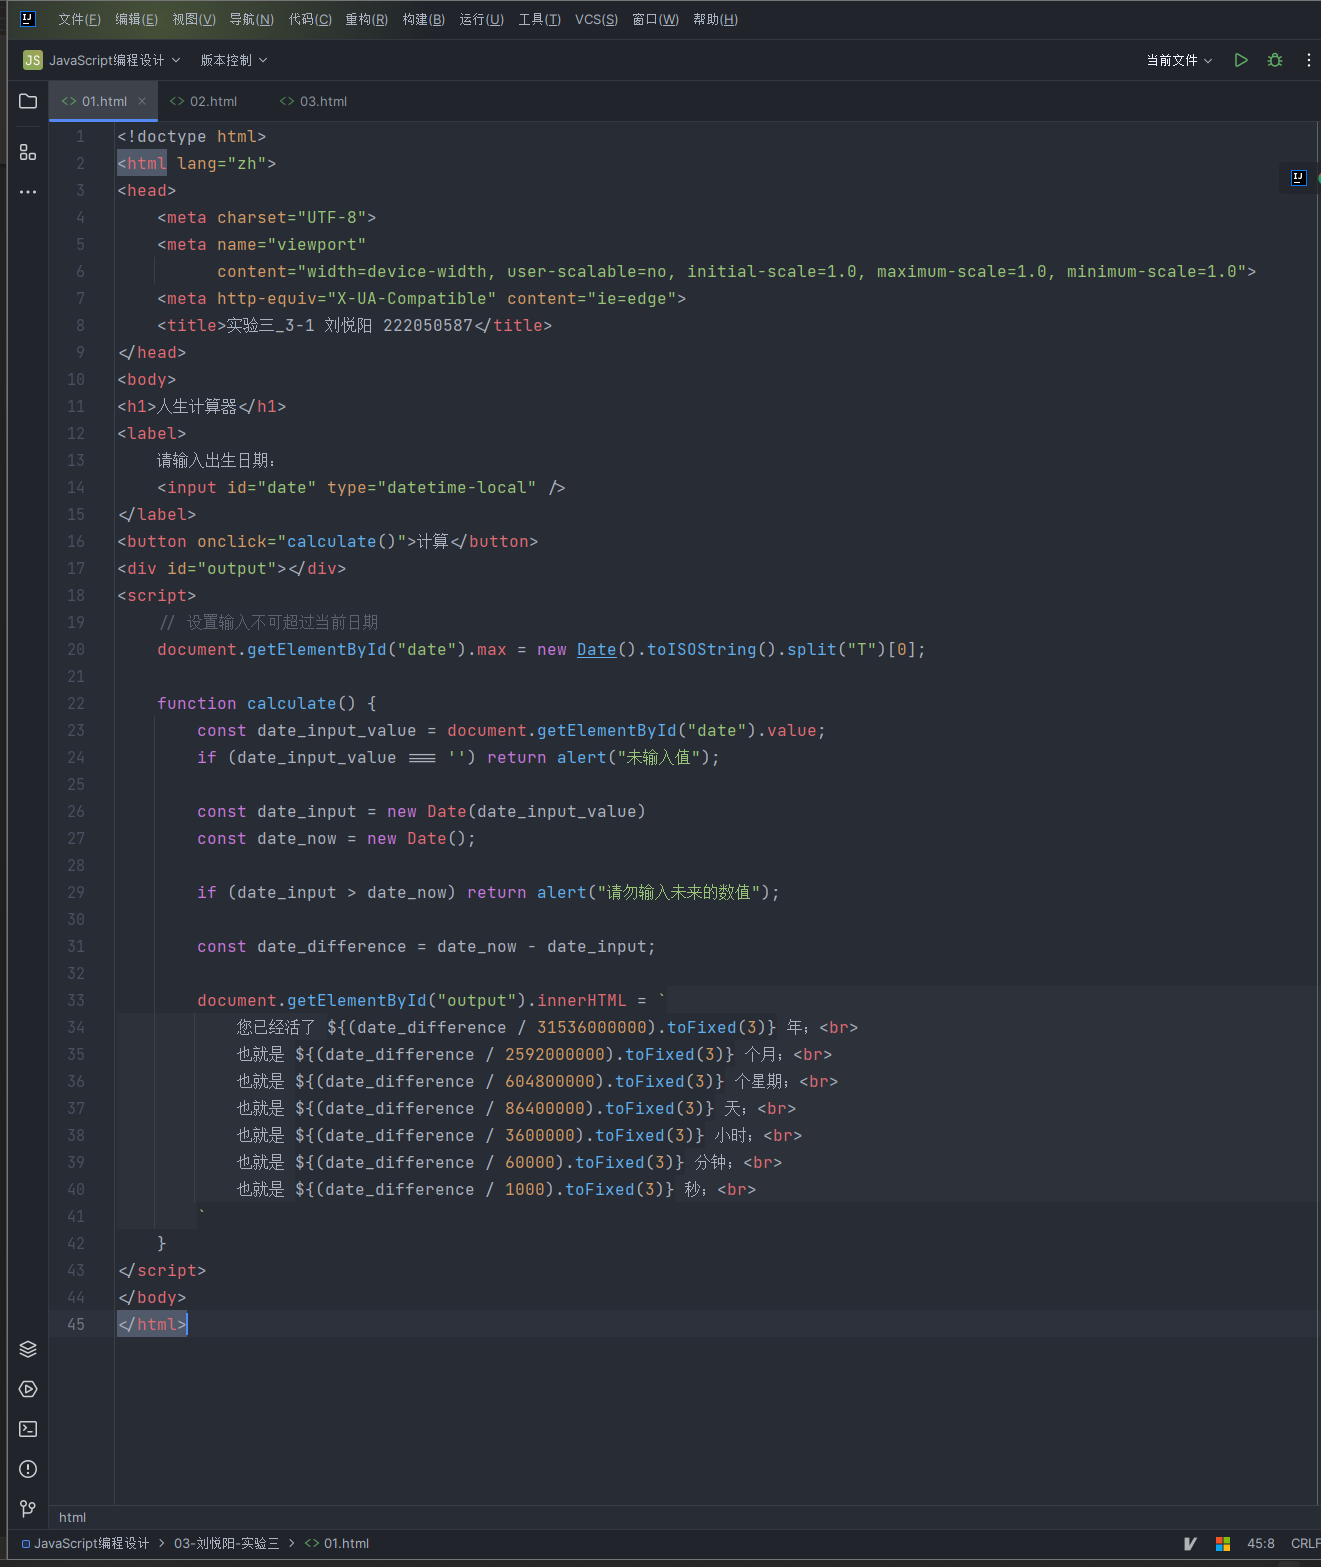 文件(F) 编辑(E) 视图(V) 导航(N) 代码(C) 重构(R) 构建(B) 运行(U) 工具(T) VCS(S) 窗口(W) 帮助(H)
JS JavaScript编程设计 版本控制 当前文件
<> 01.html × <> 02.html <> 03.html
1 <!doctype html>
2 <html lang="zh">
3 <head>
4     <meta charset="UTF-8">
5     <meta name="viewport"
6           content="width=device-width, user-scalable=no, initial-scale=1.0, maximum-scale=1.0, minimum-scale=1.0">
7     <meta http-equiv="X-UA-Compatible" content="ie=edge">
8     <title>实验三_3-1 刘悦阳 222050587</title>
9 </head>
10 <body>
11 <h1>人生计算器</h1>
12 <label>
13     请输入出生日期：
14     <input id="date" type="datetime-local" />
15 </label>
16 <button onclick="calculate()">计算</button>
17 <div id="output"></div>
18 <script>
19     // 设置输入不可超过当前日期
20     document.getElementById("date").max = new Date().toISOString().split("T")[0];
21
22     function calculate() {
23         const date_input_value = document.getElementById("date").value;
24         if (date_input_value === '') return alert("未输入值");
25
26         const date_input = new Date(date_input_value)
27         const date_now = new Date();
28
29         if (date_input > date_now) return alert("请勿输入未来的数值");
30
31         const date_difference = date_now - date_input;
32
33         document.getElementById("output").innerHTML = `
34             您已经活了 ${(date_difference / 31536000000).toFixed(3)} 年；<br>
35             也就是 ${(date_difference / 2592000000).toFixed(3)} 个月；<br>
36             也就是 ${(date_difference / 604800000).toFixed(3)} 个星期；<br>
37             也就是 ${(date_difference / 86400000).toFixed(3)} 天；<br>
38             也就是 ${(date_difference / 3600000).toFixed(3)} 小时；<br>
39             也就是 ${(date_difference / 60000).toFixed(3)} 分钟；<br>
40             也就是 ${(date_difference / 1000).toFixed(3)} 秒；<br>
41         `
42     }
43 </script>
44 </body>
45 </html>
html
JavaScript编程设计 > 03-刘悦阳-实验三 > <> 01.html 45:8 CRLF